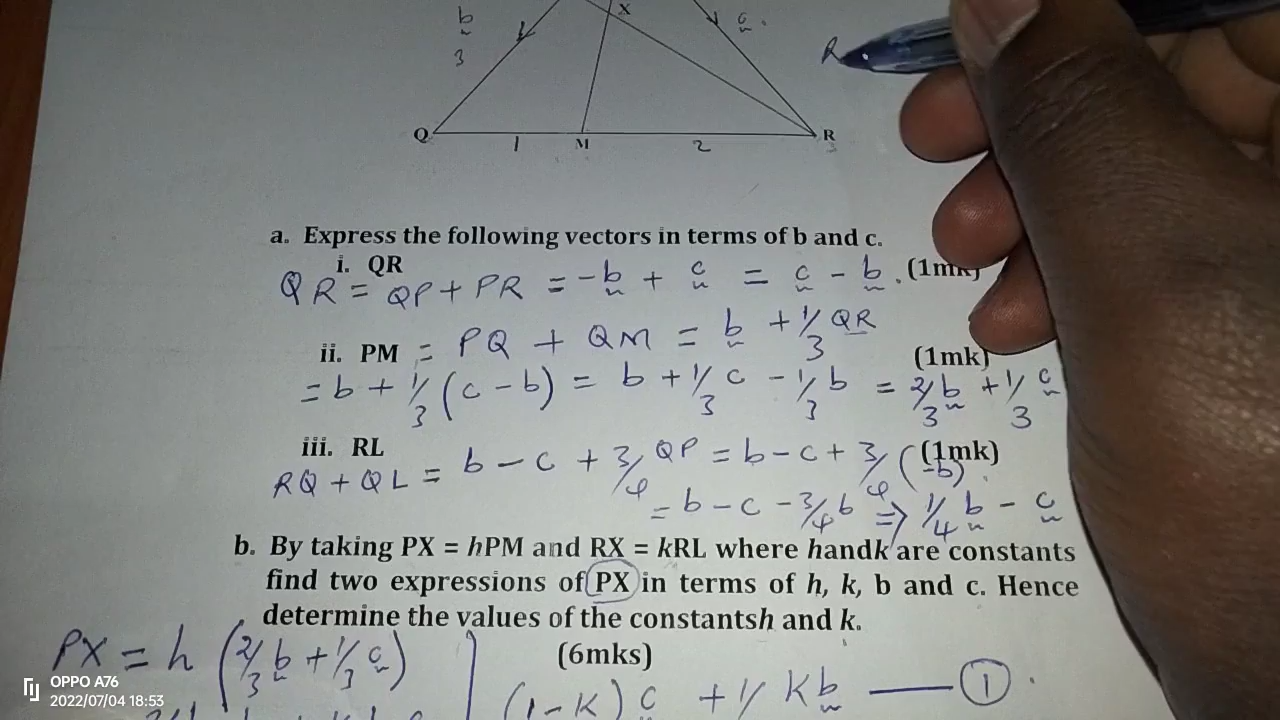 b
~
3
X
c
~
R
Q
1
M
2
R
a. Express the following vectors in terms of b and c.
i. QR (1mk)
QR = QP + PR = -b + c = c - b.
ii. PM = PQ + QM = b + 1/3 QR
(1mk)
= b + 1/3 (c - b) = b + 1/3 c - 1/3 b = 2/3 b + 1/3 c
iii. RL (1mk)
RQ + QL = b - c + 3/4 QP = b - c + 3/4 (-b)
= b - c - 3/4 b ⇒ 1/4 b - c
b. By taking PX = hPM and RX = kRL where handk are constants
find two expressions of PX in terms of h, k, b and c. Hence
determine the values of the constantsh and k.
(6mks)
PX = h (2/3 b + 1/3 c)
(1-K) c + 1/ Kb — 1
OPPO A76
2022/07/04 18:53